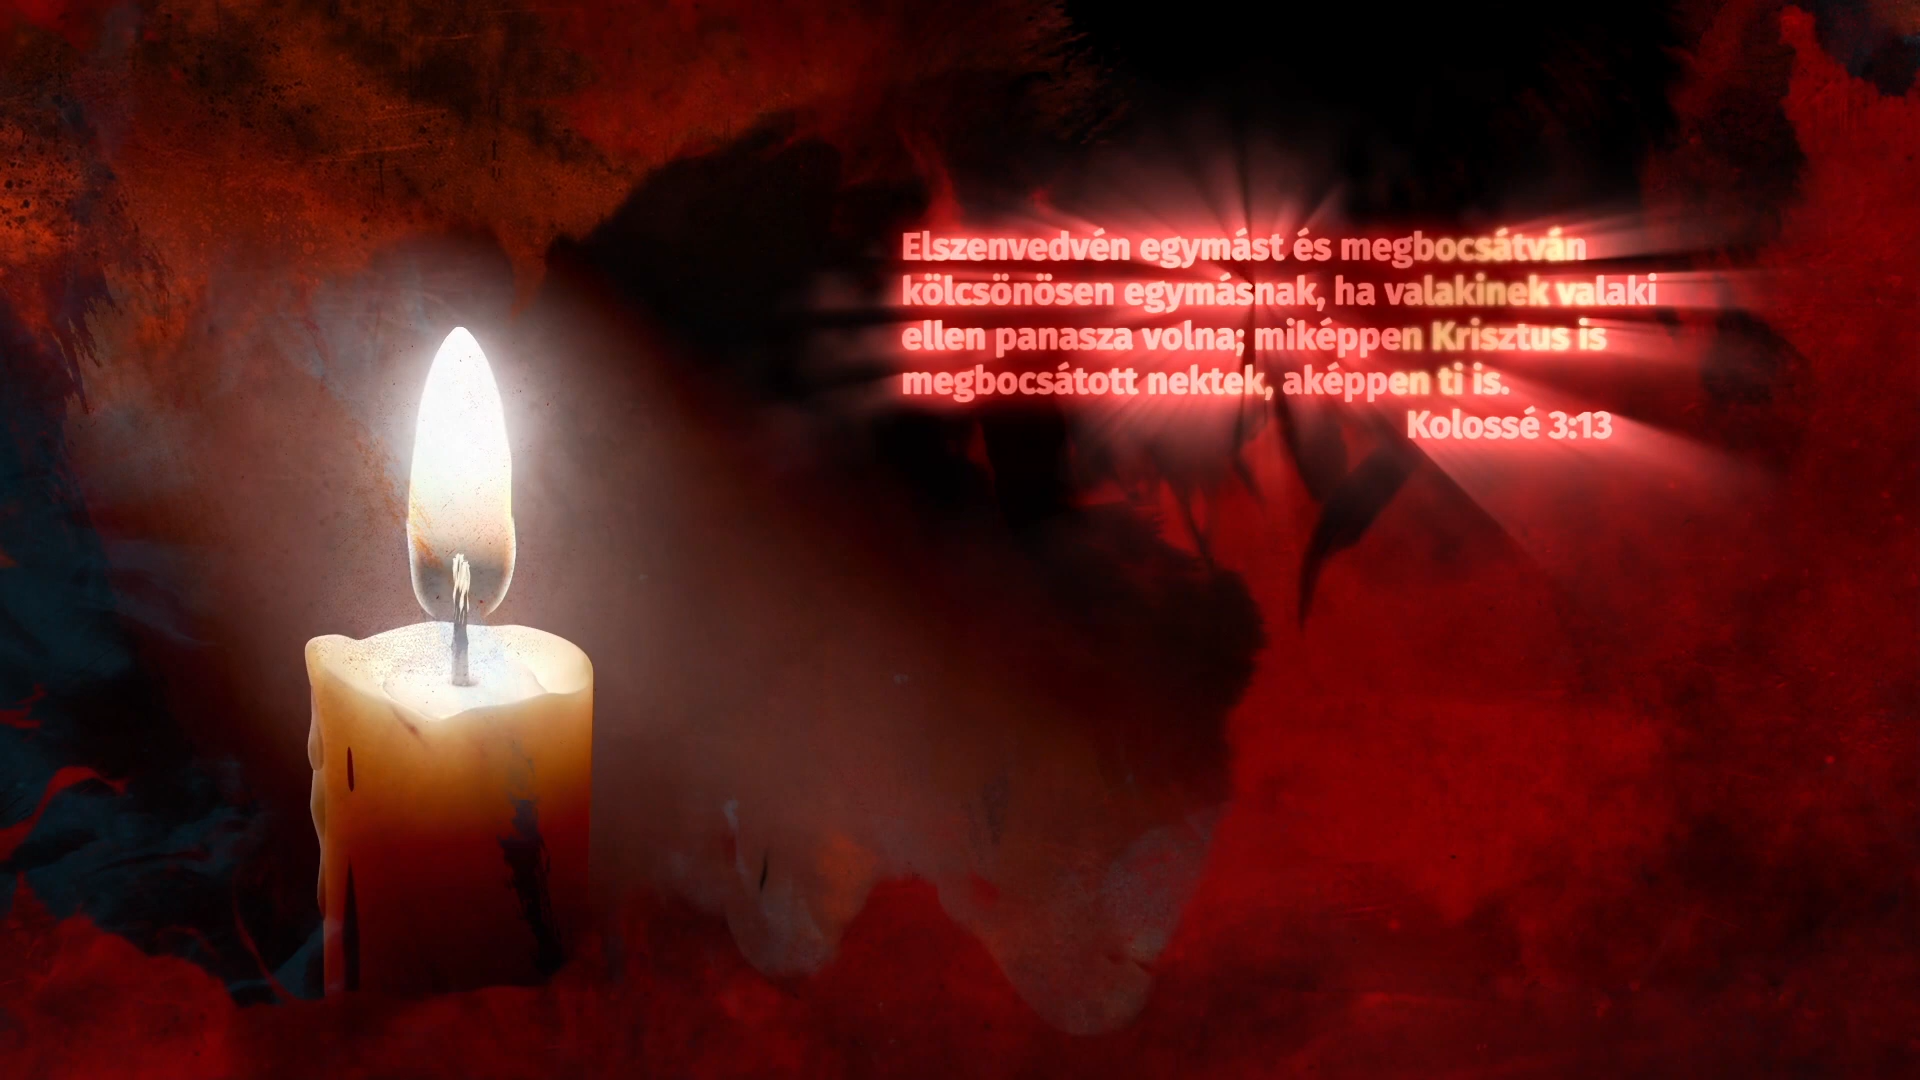 Elszenvedvén egymást és megbocsátván
kölcsönösen egymásnak, ha valakinek valaki
ellen panasza volna; miképpen Krisztus is
megbocsátott nektek, aképpen ti is.
Kolossé 3:13